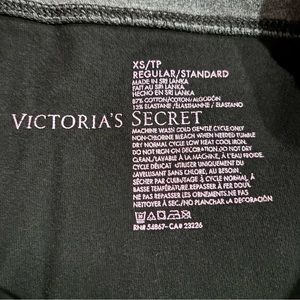 XS/TP
REGULAR/STANDARD
MADE IN SRI LANKA
FAIT AU SRI LANKA
HECHO EN SRI LANKA
87% COTTON/COTON/ALGODÓN
13% ELASTANE/ÉLASTHANNE/ELASTANO
VICTORIA'S SECRET
MACHINE WASH COLD GENTLE CYCLE ONLY
NON-CHLORINE BLEACH WHEN NEEDED TUMBLE
DRY NORMAL CYCLE LOW HEAT COOL IRON.
DO NOT IRON ON DECORATION.DO NOT DRY
CLEAN./LAVABLE À LA MACHINE, À L'EAU FROIDE,
CYCLE DÉLICAT UTILISER UNIQUEMENT DU
JAVELLISANT SANS CHLORE, AU BESOIN,
SÉCHER PAR CULBUTAGE À CYCLE NORMAL, À
BASSE TEMPÉRATURE.REPASSER À FER DOUX.
NE PAS REPASSER LES ORNEMENTS.NE PAS
NETTOYER À SEC./NO PLANCHAR LA DECORACIÓN
RN# 54867-CA# 23226